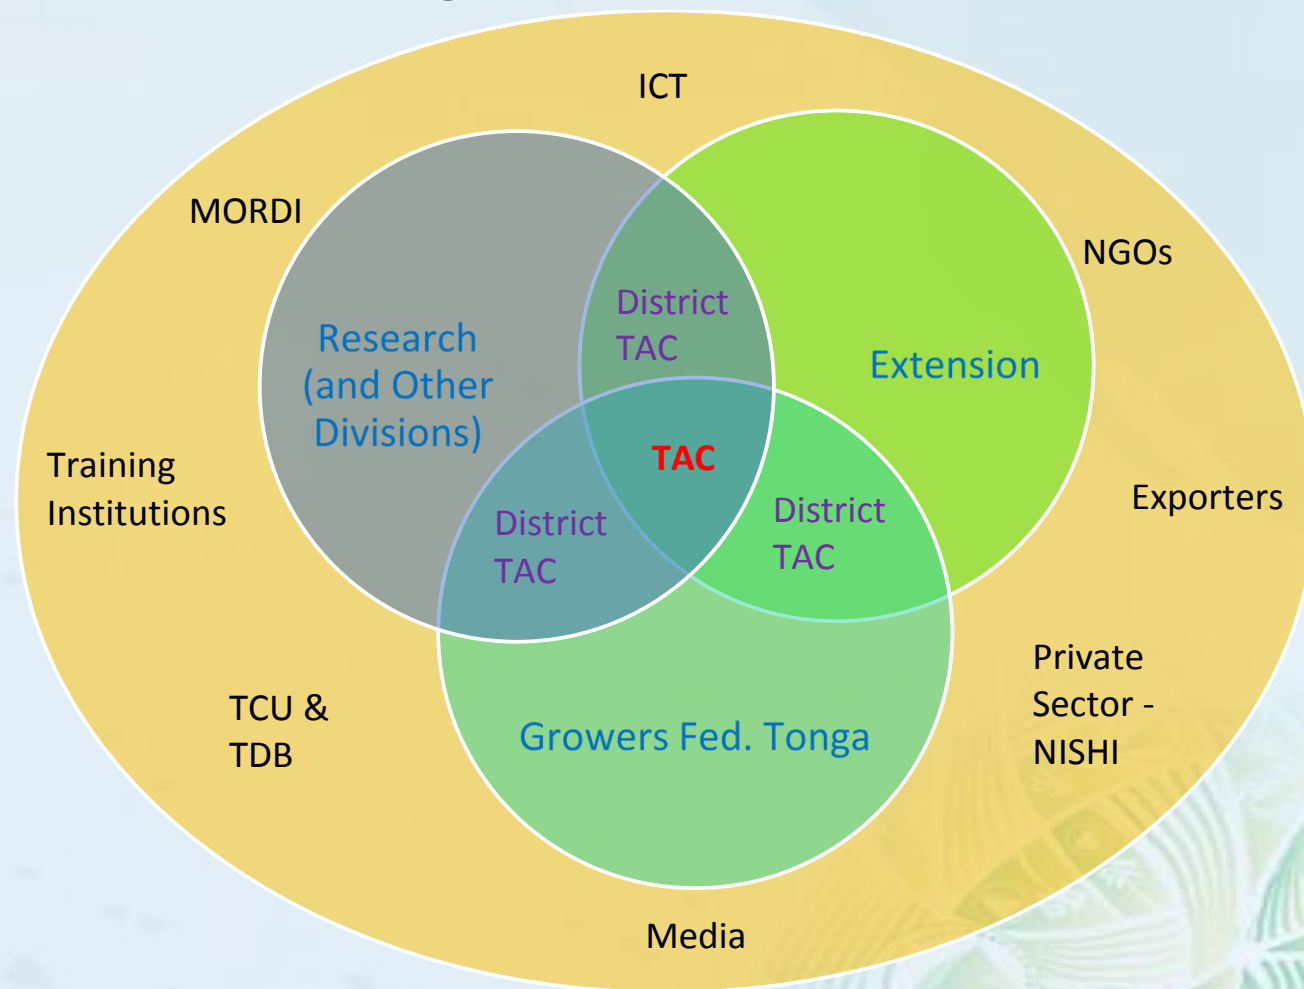 ICT
MORDI
NGOs
District
TAC
Research
(and Other
Divisions)
Extension
TAC
Training
Institutions
Exporters
District
TAC
District
TAC
Private
Sector -
NISHI
TCU &
TDB
Growers Fed. Tonga
Media